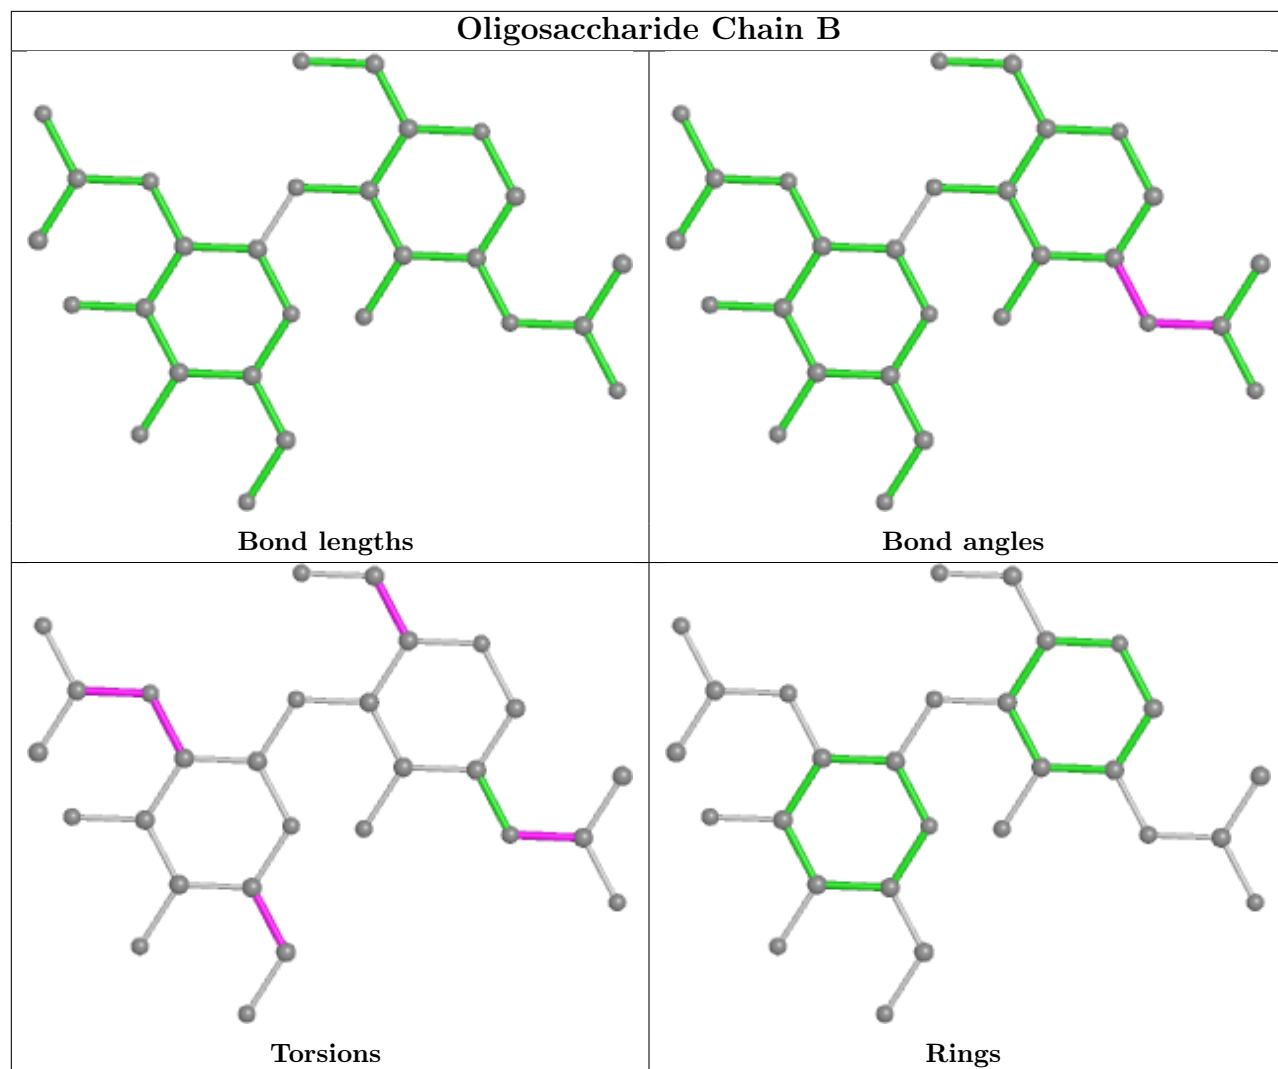 Oligosaccharide Chain B
Bond lengths
Bond angles
Torsions
Rings